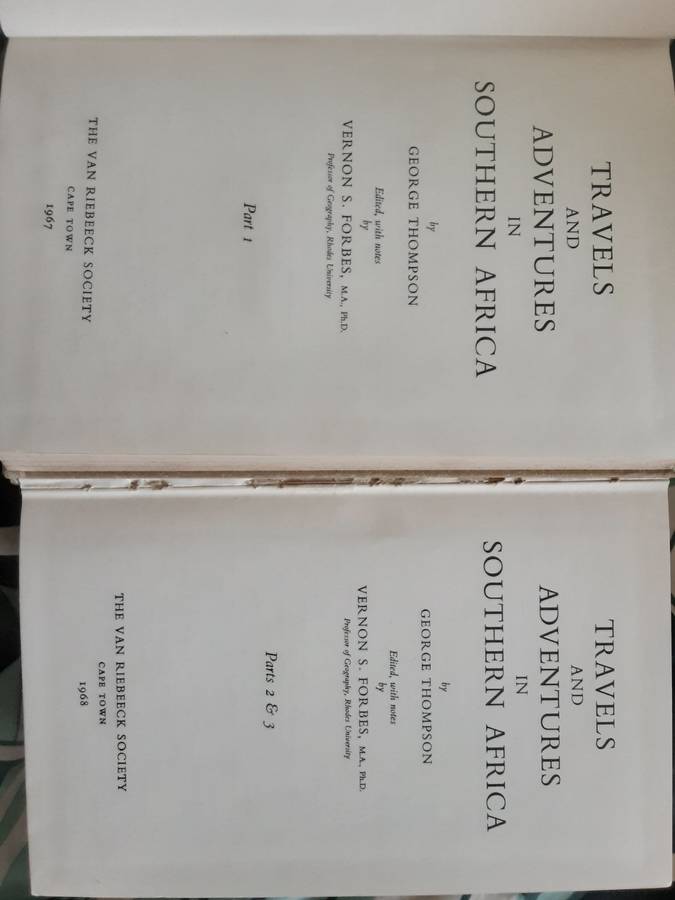 TRAVELS
AND
ADVENTURES
IN
SOUTHERN AFRICA
by
GEORGE THOMPSON
Edited, with notes
by
VERNON S. FORBES, M.A., Ph.D.
Professor of Geography, Rhodes University
Part 1
THE VAN RIEBEECK SOCIETY
CAPE TOWN
1967
TRAVELS
AND
ADVENTURES
IN
SOUTHERN AFRICA
by
GEORGE THOMPSON
Edited, with notes
by
VERNON S. FORBES, M.A., Ph.D.
Professor of Geography, Rhodes University
Parts 2 & 3
THE VAN RIEBEECK SOCIETY
CAPE TOWN
1968